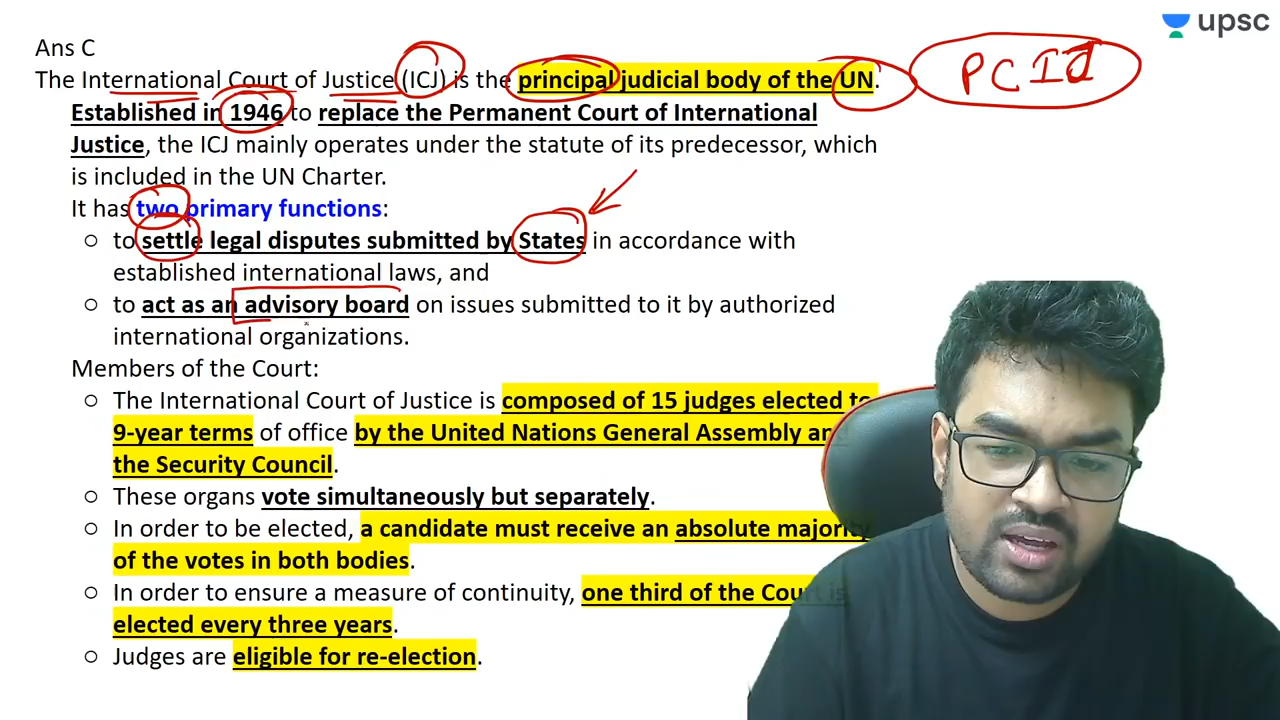 upsc
Ans C
The International Court of Justice (ICJ) is the principal judicial body of the UN.
PCIJ
Established in 1946 to replace the Permanent Court of International
Justice, the ICJ mainly operates under the statute of its predecessor, which
is included in the UN Charter.
It has two primary functions:
○ to settle legal disputes submitted by States in accordance with
established international laws, and
○ to act as an advisory board on issues submitted to it by authorized
international organizations.
Members of the Court:
○ The International Court of Justice is composed of 15 judges elected to
9-year terms of office by the United Nations General Assembly and
the Security Council.
○ These organs vote simultaneously but separately.
○ In order to be elected, a candidate must receive an absolute majority
of the votes in both bodies.
○ In order to ensure a measure of continuity, one third of the Court is
elected every three years.
○ Judges are eligible for re-election.